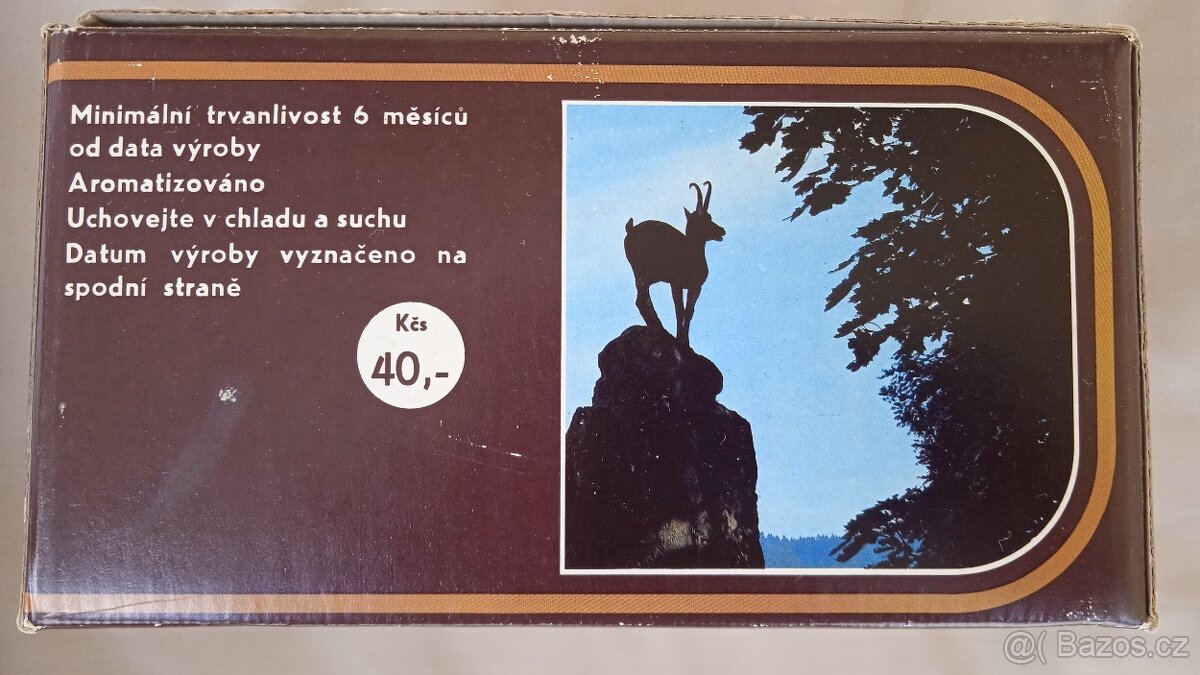 Minimální trvanlivost 6 měsíců
od data výroby
Aromatizováno
Uchovejte v chladu a suchu
Datum výroby vyznačeno na
spodní straně
Kčs
40,-
@( Bazos.cz